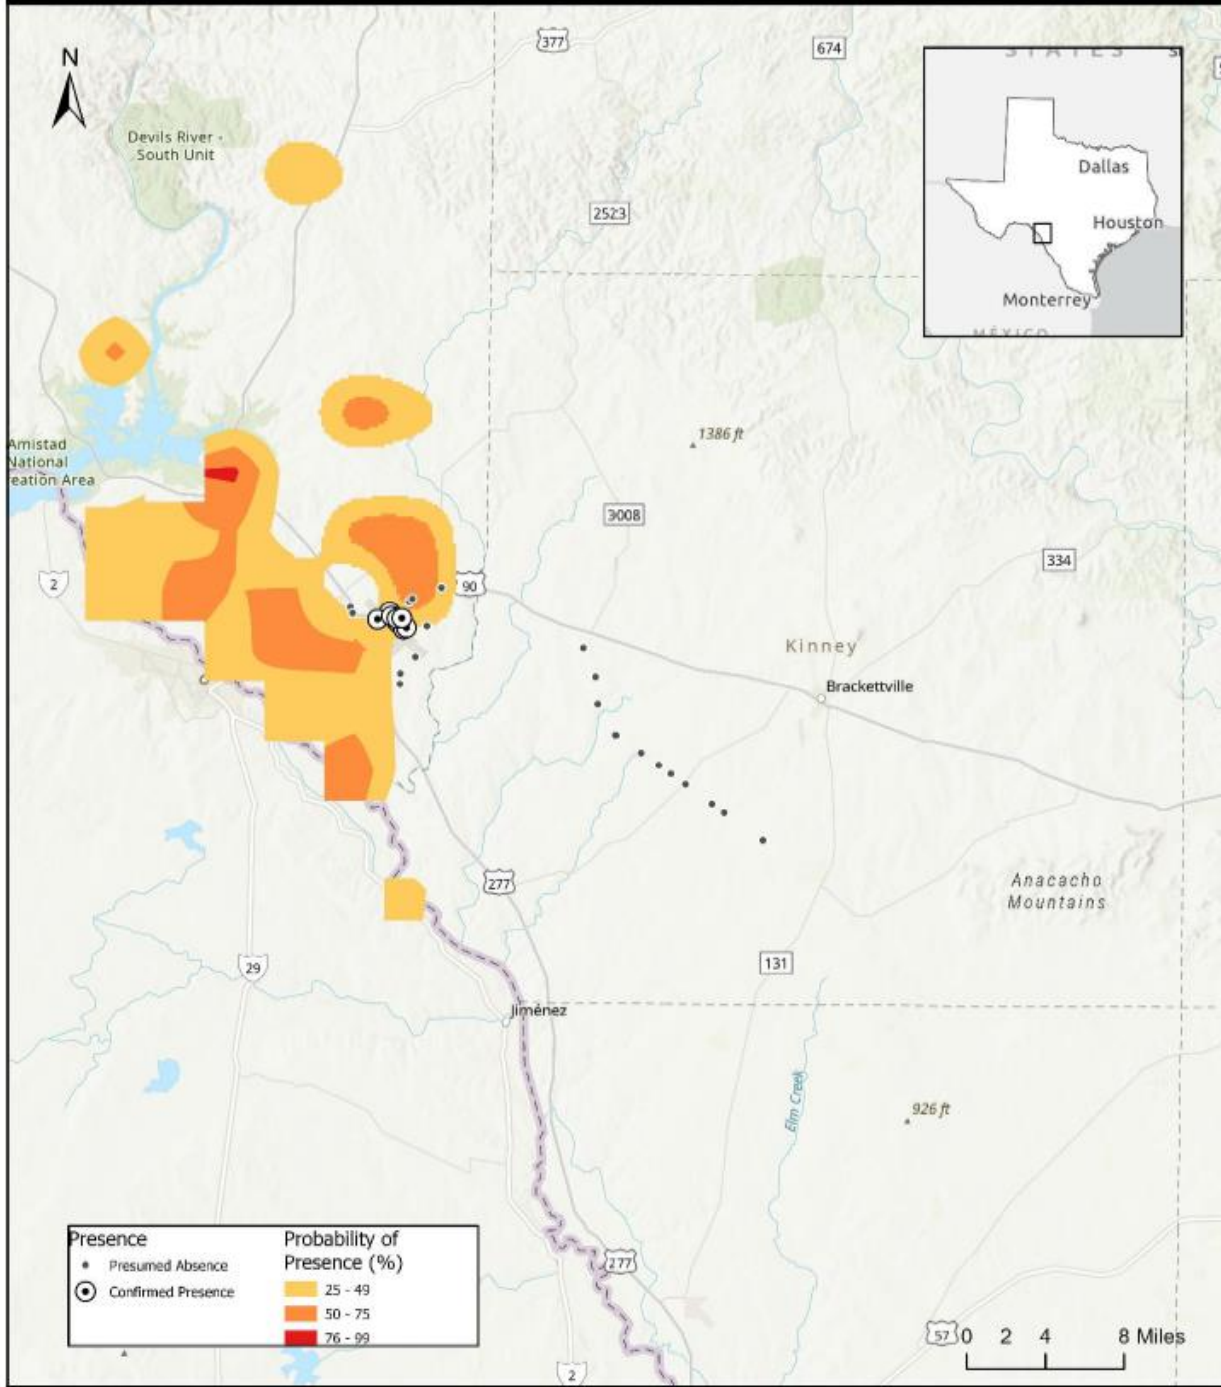 N
377
674
STATES
Devils River -
South Unit
Dallas
2523
Houston
Monterrey
MÉXICO
1386 ft
Amistad
National
eation Area
3008
334
2
90
Kinney
Brackettville
277
Anacacho
Mountains
29
131
Jiménez
Elm Creek
926 ft
Presence
Presumed Absence
Confirmed Presence
Probability of
Presence (%)
25 - 49
50 - 75
76 - 99
277
57
0 2 4 8 Miles
2